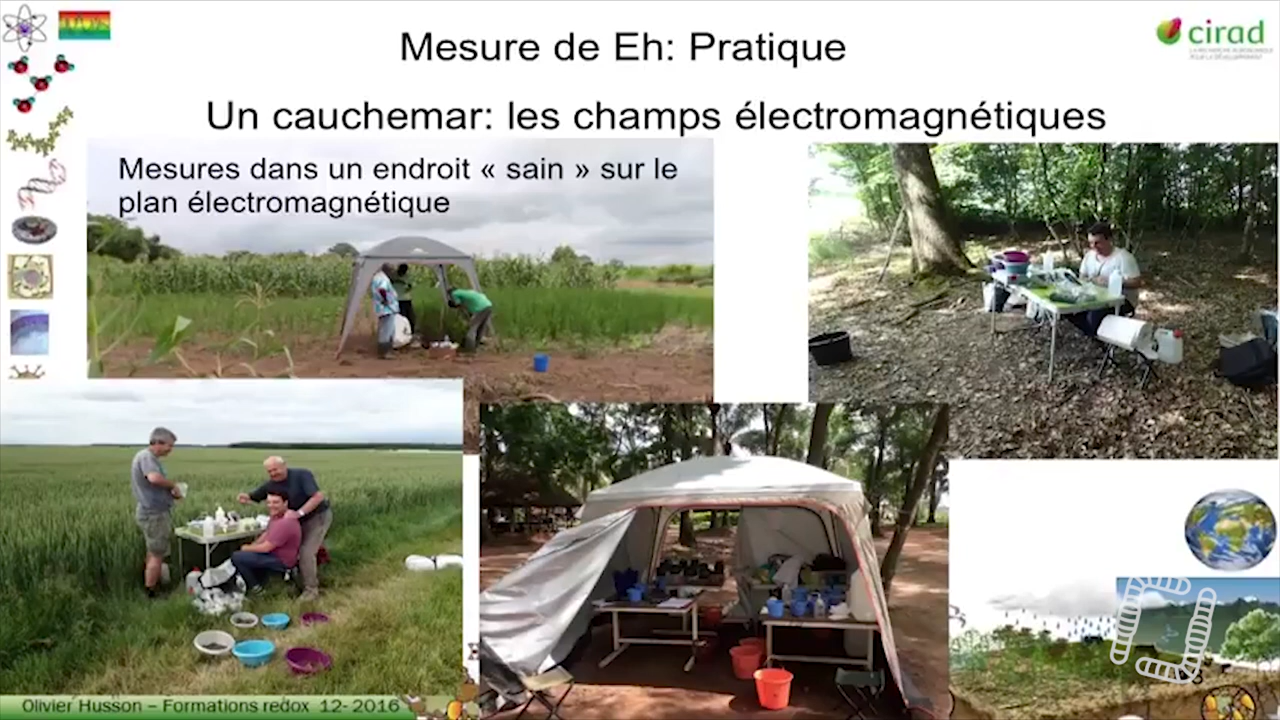 Mesure de Eh: Pratique
cirad
Un cauchemar: les champs électromagnétiques
Mesures dans un endroit « sain » sur le
plan électromagnétique
Olivier Husson – Formations redox 12- 2016